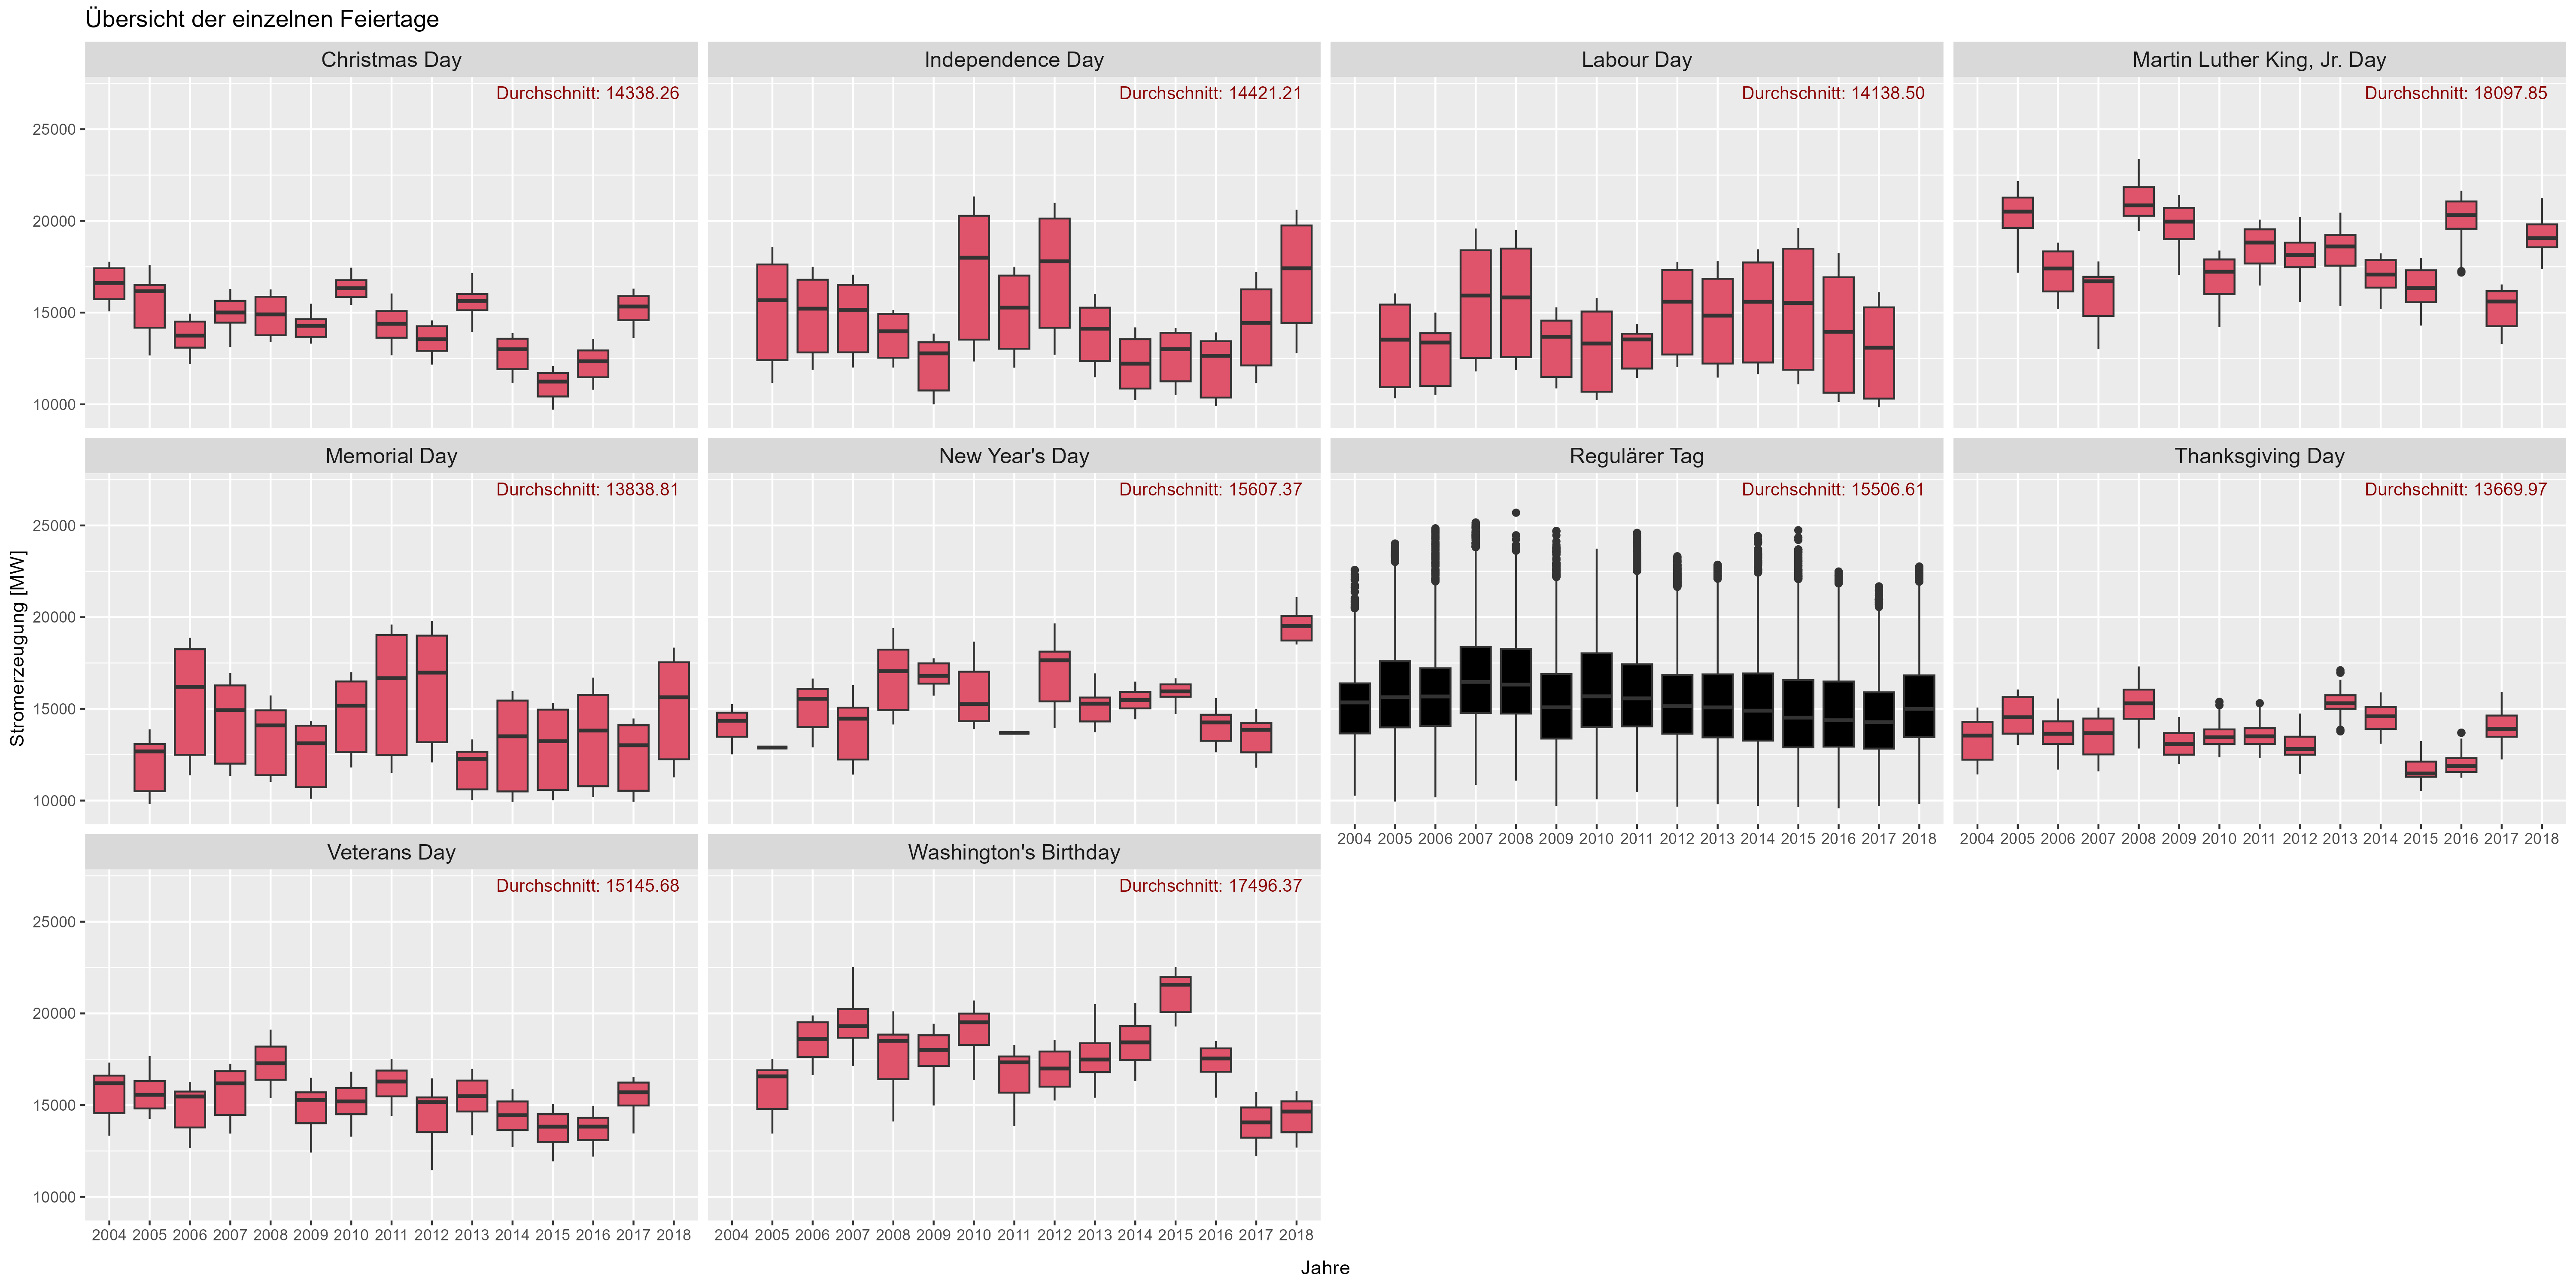 Übersicht der einzelnen Feiertage
Christmas Day
Independence Day
Labour Day
Martin Luther King, Jr. Day
Durchschnitt: 14338.26
Durchschnitt: 14421.21
Durchschnitt: 14138.50
Durchschnitt: 18097.85
25000
20000
15000
10000
Memorial Day
New Year's Day
Regulärer Tag
Thanksgiving Day
Durchschnitt: 13838.81
Durchschnitt: 15607.37
Durchschnitt: 15506.61
Durchschnitt: 13669.97
25000
20000
15000
10000
Stromerzeugung [MW]
2004 2005 2006 2007 2008 2009 2010 2011 2012 2013 2014 2015 2016 2017 2018
2004 2005 2006 2007 2008 2009 2010 2011 2012 2013 2014 2015 2016 2017 2018
Veterans Day
Washington's Birthday
Durchschnitt: 15145.68
Durchschnitt: 17496.37
25000
20000
15000
10000
2004 2005 2006 2007 2008 2009 2010 2011 2012 2013 2014 2015 2016 2017 2018
2004 2005 2006 2007 2008 2009 2010 2011 2012 2013 2014 2015 2016 2017 2018
Jahre